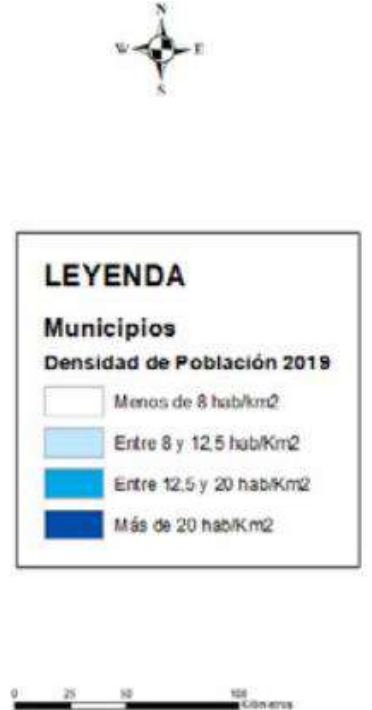 N
W E
S
LEYENDA
Municipios
Densidad de Población 2019
Menos de 8 hab/km2
Entre 8 y 12,5 hab/Km2
Entre 12,5 y 20 hab/Km2
Más de 20 hab/Km2
0 25 50 100
Kilómetros